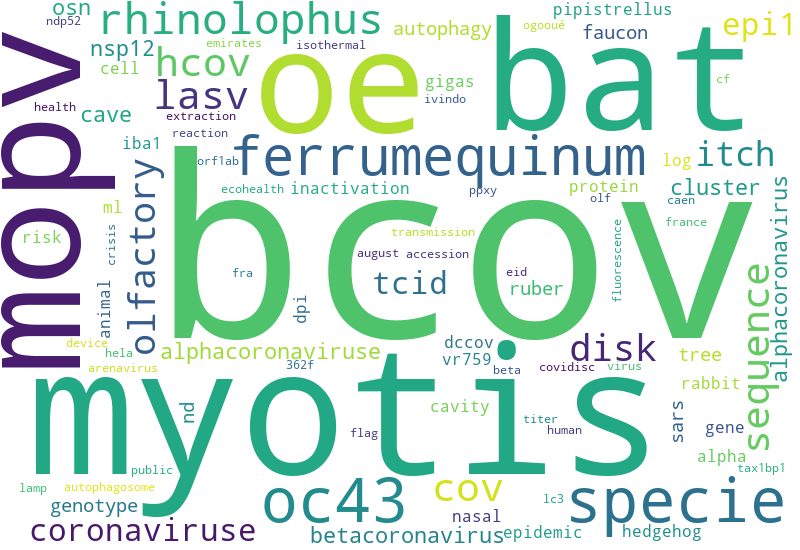 osn
ndp52
rhinolophus
pipistrellus
epi1
nsp12
emirates
isothermal
autophagy
ogooué
faucon
cell
hcov
oe
bat
gigas
cf
mopv
health
lasv
ivindo
cave
extraction
reaction
iba1
orf1ab
ferrumequinum
log
itch
ecohealth
inactivation
ppxy
protein
cluster
ml
olf
caen
olfactory
bcov
alphacoronavirus
risk
crisis
transmission
france
august
accession
fra
eid
fluorescence
animal
dpi
tcid
ruber
sequence
device
hela
alphacoronaviruse
dccov
vr759
disk
tree
arenavirus
362f
beta
covidisc
virus
rabbit
myotis
nd
cavity
sars
titer
gene
flag
human
alpha
public
tax1bp1
lamp
autophagosome
cov
genotype
oc43
lc3
specie
nasal
coronaviruse
betacoronavirus
epidemic
hedgehog